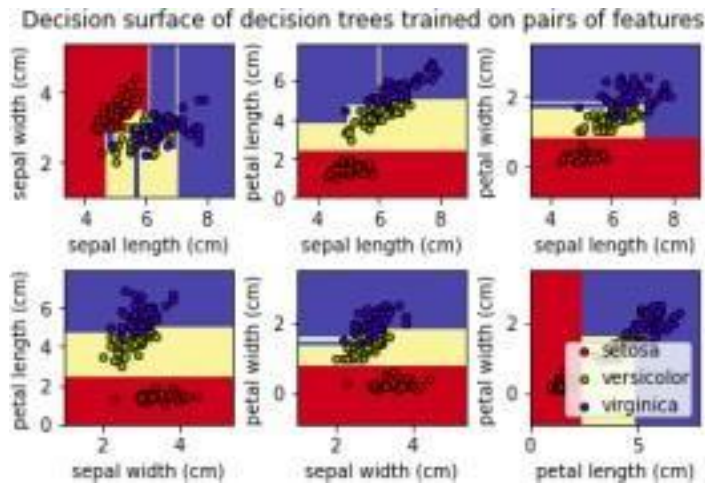 Decision surface of decision trees trained on pairs of features
sepal width (cm)
4
2
4
6
8
sepal length (cm)
petal length (cm)
6
4
2
0
4
6
8
sepal length (cm)
petal width (cm)
2
0
4
6
8
sepal length (cm)
petal length (cm)
6
4
2
0
2
4
sepal width (cm)
petal width (cm)
2
0
2
4
sepal width (cm)
petal width (cm)
2
0
0
5
petal length (cm)
setosa
versicolor
virginica